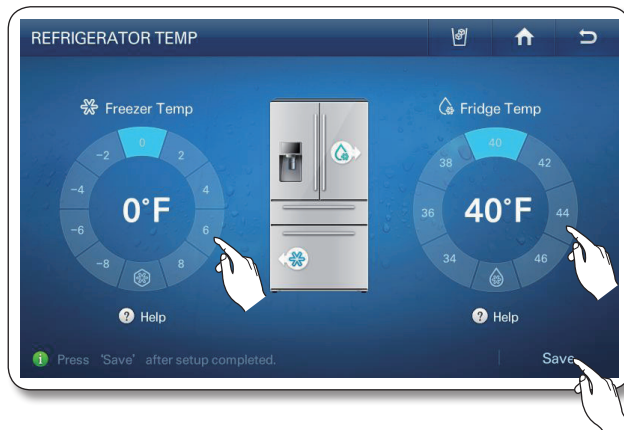 REFRIGERATOR TEMP
Freezer Temp
Fridge Temp
0
-2 2
-4 4
0°F
-6 6
-8 8
40
38 42
36 40°F 44
34 46
? Help
? Help
i Press 'Save' after setup completed.
Save